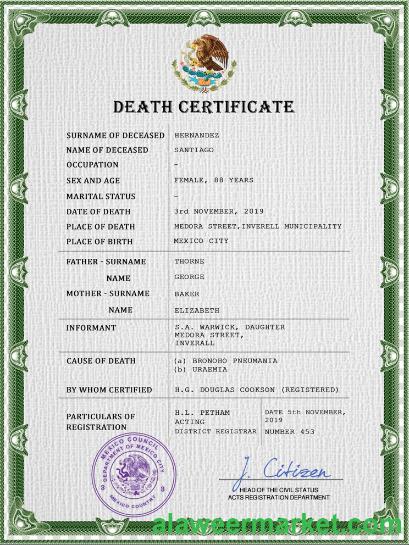 DEATH CERTIFICATE
SURNAME OF DECEASED HERNANDEZ
NAME OF DECEASED SANTIAGO
OCCUPATION –
SEX AND AGE FEMALE, 88 YEARS
MARITAL STATUS –
DATE OF DEATH 3rd NOVEMBER, 2019
PLACE OF DEATH MEDORA STREET,INVERELL MUNICIPALITY
PLACE OF BIRTH MEXICO CITY
FATHER - SURNAME THORNE
NAME GEORGE
MOTHER - SURNAME BAKER
NAME ELIZABETH
INFORMANT S.A. WARWICK, DAUGHTER
MEDORA STREET,
INVERALL
CAUSE OF DEATH (a) BRONOHO PNEUMANIA
(b) URAEMIA
BY WHOM CERTIFIED H.G. DOUGLAS COOKSON (REGISTERED)
PARTICULARS OF
REGISTRATION
H.L. PETHAM
ACTING
DISTRICT REGISTRAR
DATE 5th NOVEMBER,
2019
NUMBER 453
MEXICO COUNCIL
DEPARTMENT OF MEXICO CITY
MEXICO COUNTRY
J. Citizen
HEAD OF THE CIVIL STATUS
ACTS REGISTRATION DEPARTMENT
alaweermarket.com